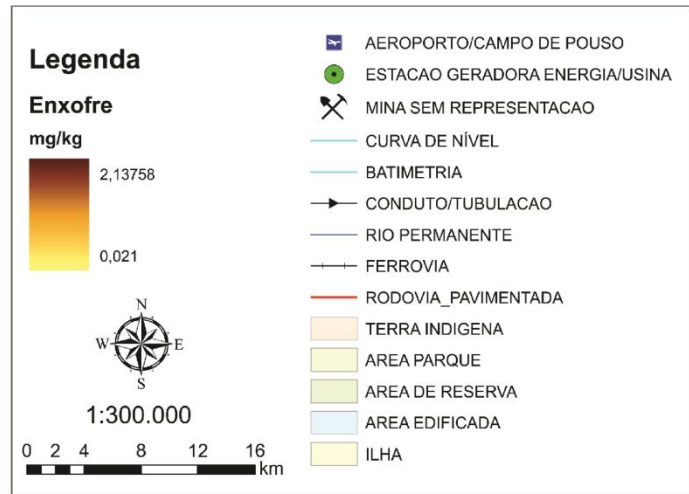 Legenda
Enxofre
mg/kg
2,13758
0,021
N
W E
S
1:300.000
0 2 4 8 12 16
km
AEROPORTO/CAMPO DE POUSO
ESTACAO GERADORA ENERGIA/USINA
MINA SEM REPRESENTACAO
CURVA DE NÍVEL
BATIMETRIA
CONDUTO/TUBULACAO
RIO PERMANENTE
FERROVIA
RODOVIA_PAVIMENTADA
TERRA INDIGENA
AREA PARQUE
AREA DE RESERVA
AREA EDIFICADA
ILHA